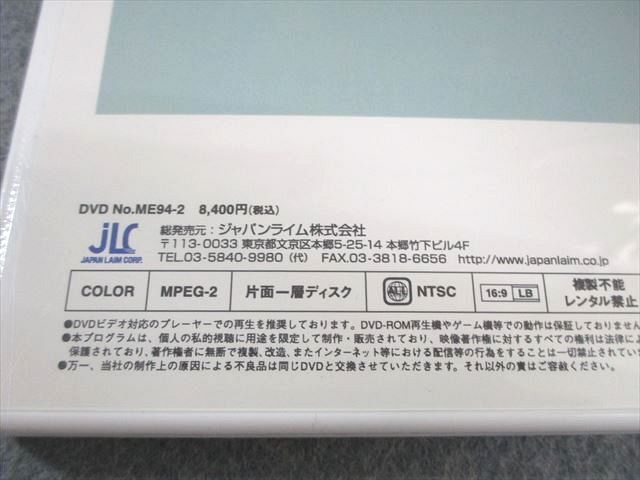 DVD No.ME94-2 8,400円(税込)
JLC
JAPAN LAIM CORP.
総発売元：ジャパンライム株式会社
〒113-0033 東京都文京区本郷5-25-14 本郷竹下ビル4F
TEL.03-5840-9980（代） FAX.03-3818-6656 http://www.japanlaim.co.jp
COLOR MPEG-2 片面一層ディスク ALL NTSC 16:9 LB 複製不能
レンタル禁止
●DVDビデオ対応のプレーヤーでの再生を推奨しております。DVD-ROM再生機やゲーム機等での動作は保証しておりません
●本プログラムは、個人の私的視聴に用途を限定して制作・販売されており、映像著作権に対するすべての権利は法律によ
保護されており、著作権者に無断で複製、改造、またインターネット等における配信等の行為をすることは一切禁止されてい
●万一、当社の制作上の原因による不良品は同じDVDと交換させていただきます。それ以外の責はご容赦ください。